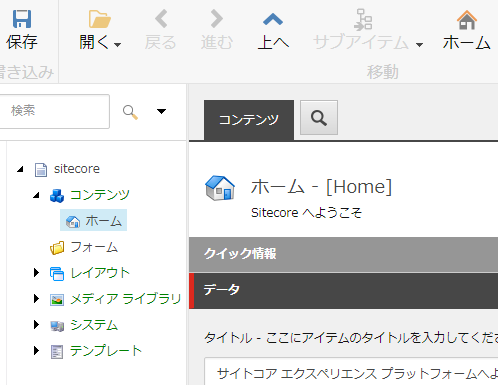 保存 開く 戻る 進む 上へ サブアイテム ホーム
書き込み 移動
検索
コンテンツ
sitecore
コンテンツ
ホーム
フォーム
レイアウト
メディア ライブラリ
システム
テンプレート
ホーム - [Home]
Sitecore へようこそ
クイック情報
データ
タイトル - ここにアイテムのタイトルを入力してくださ
サイトコア エクスペリエンス プラットフォームへよ